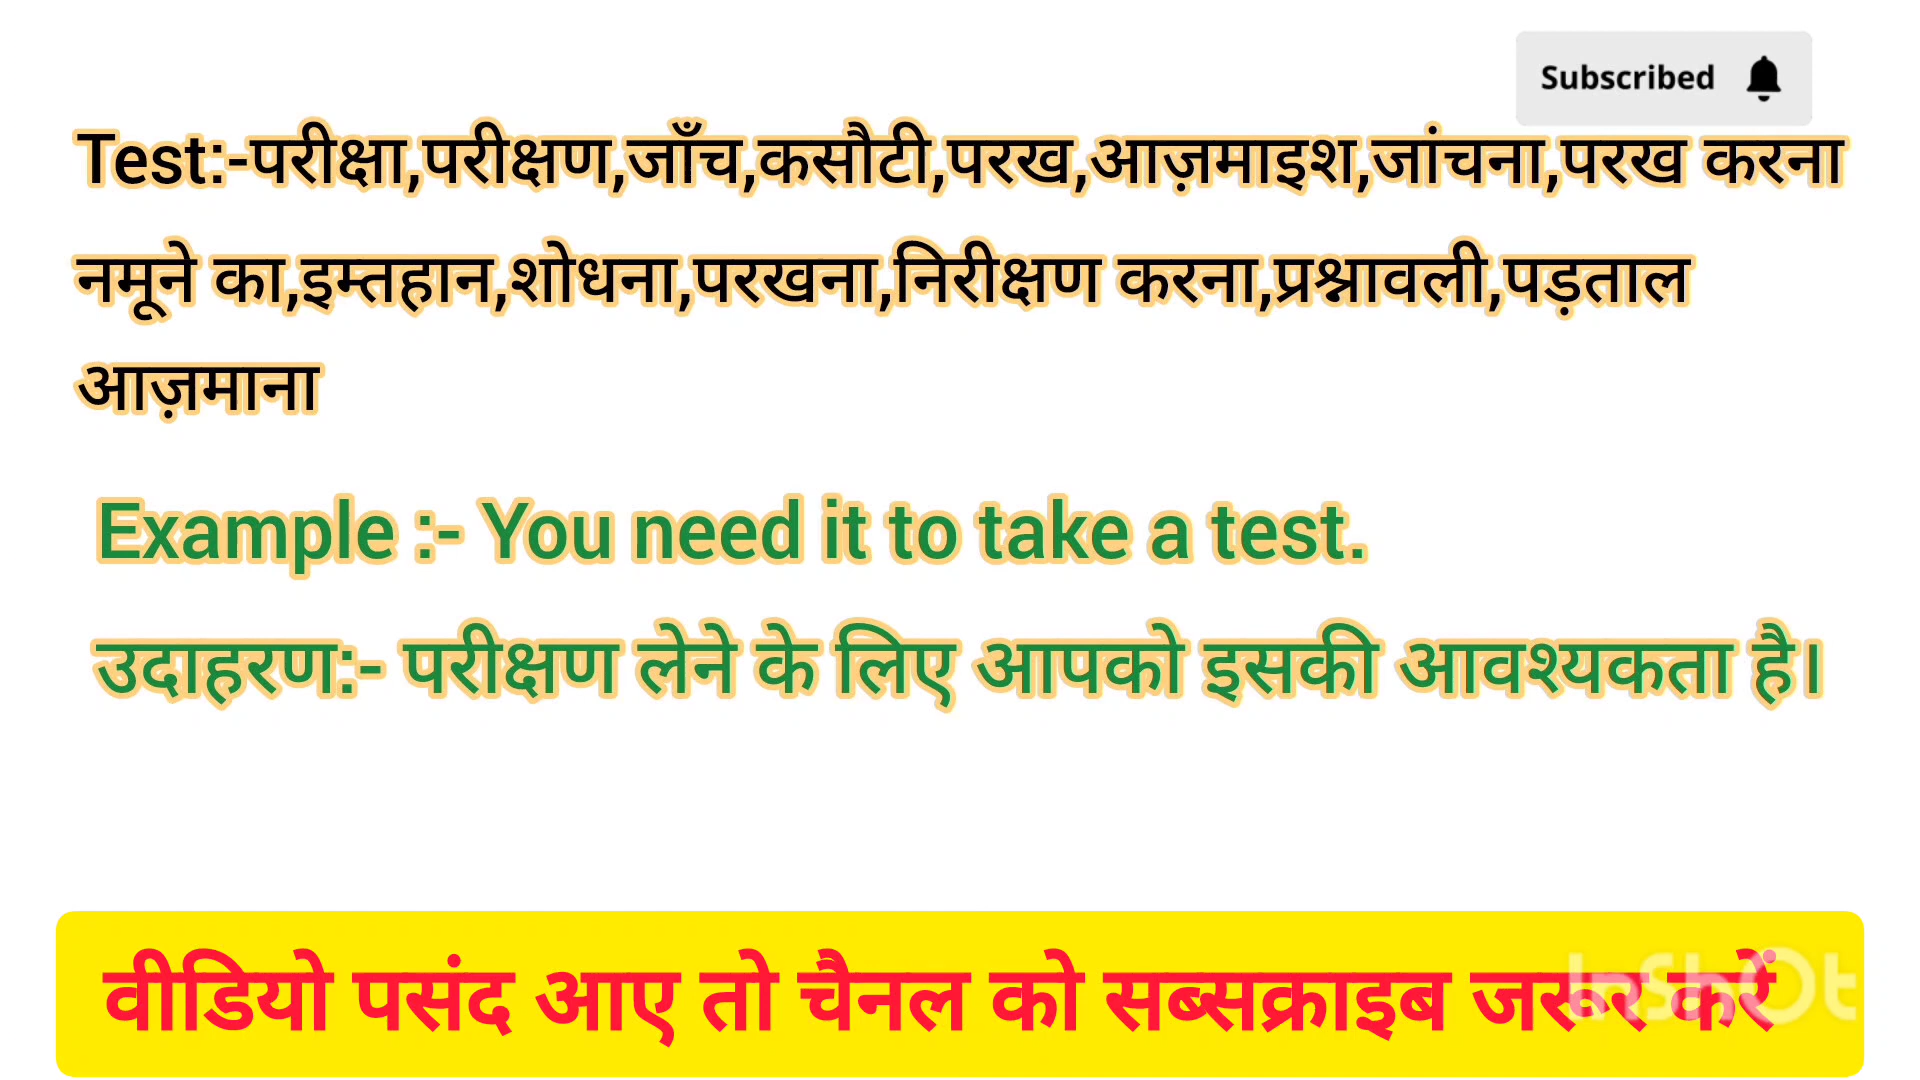 Subscribed
Test:-परीक्षा,परीक्षण,जाँच,कसौटी,परख,आज़माइश,जांचना,परख करना
नमूने का,इम्तहान,शोधना,परखना,निरीक्षण करना,प्रश्नावली,पड़ताल
आज़माना
Example :- You need it to take a test.
उदाहरण:- परीक्षण लेने के लिए आपको इसकी आवश्यकता है।
वीडियो पसंद आए तो चैनल को सब्सक्राइब जरूर करें
InShOt